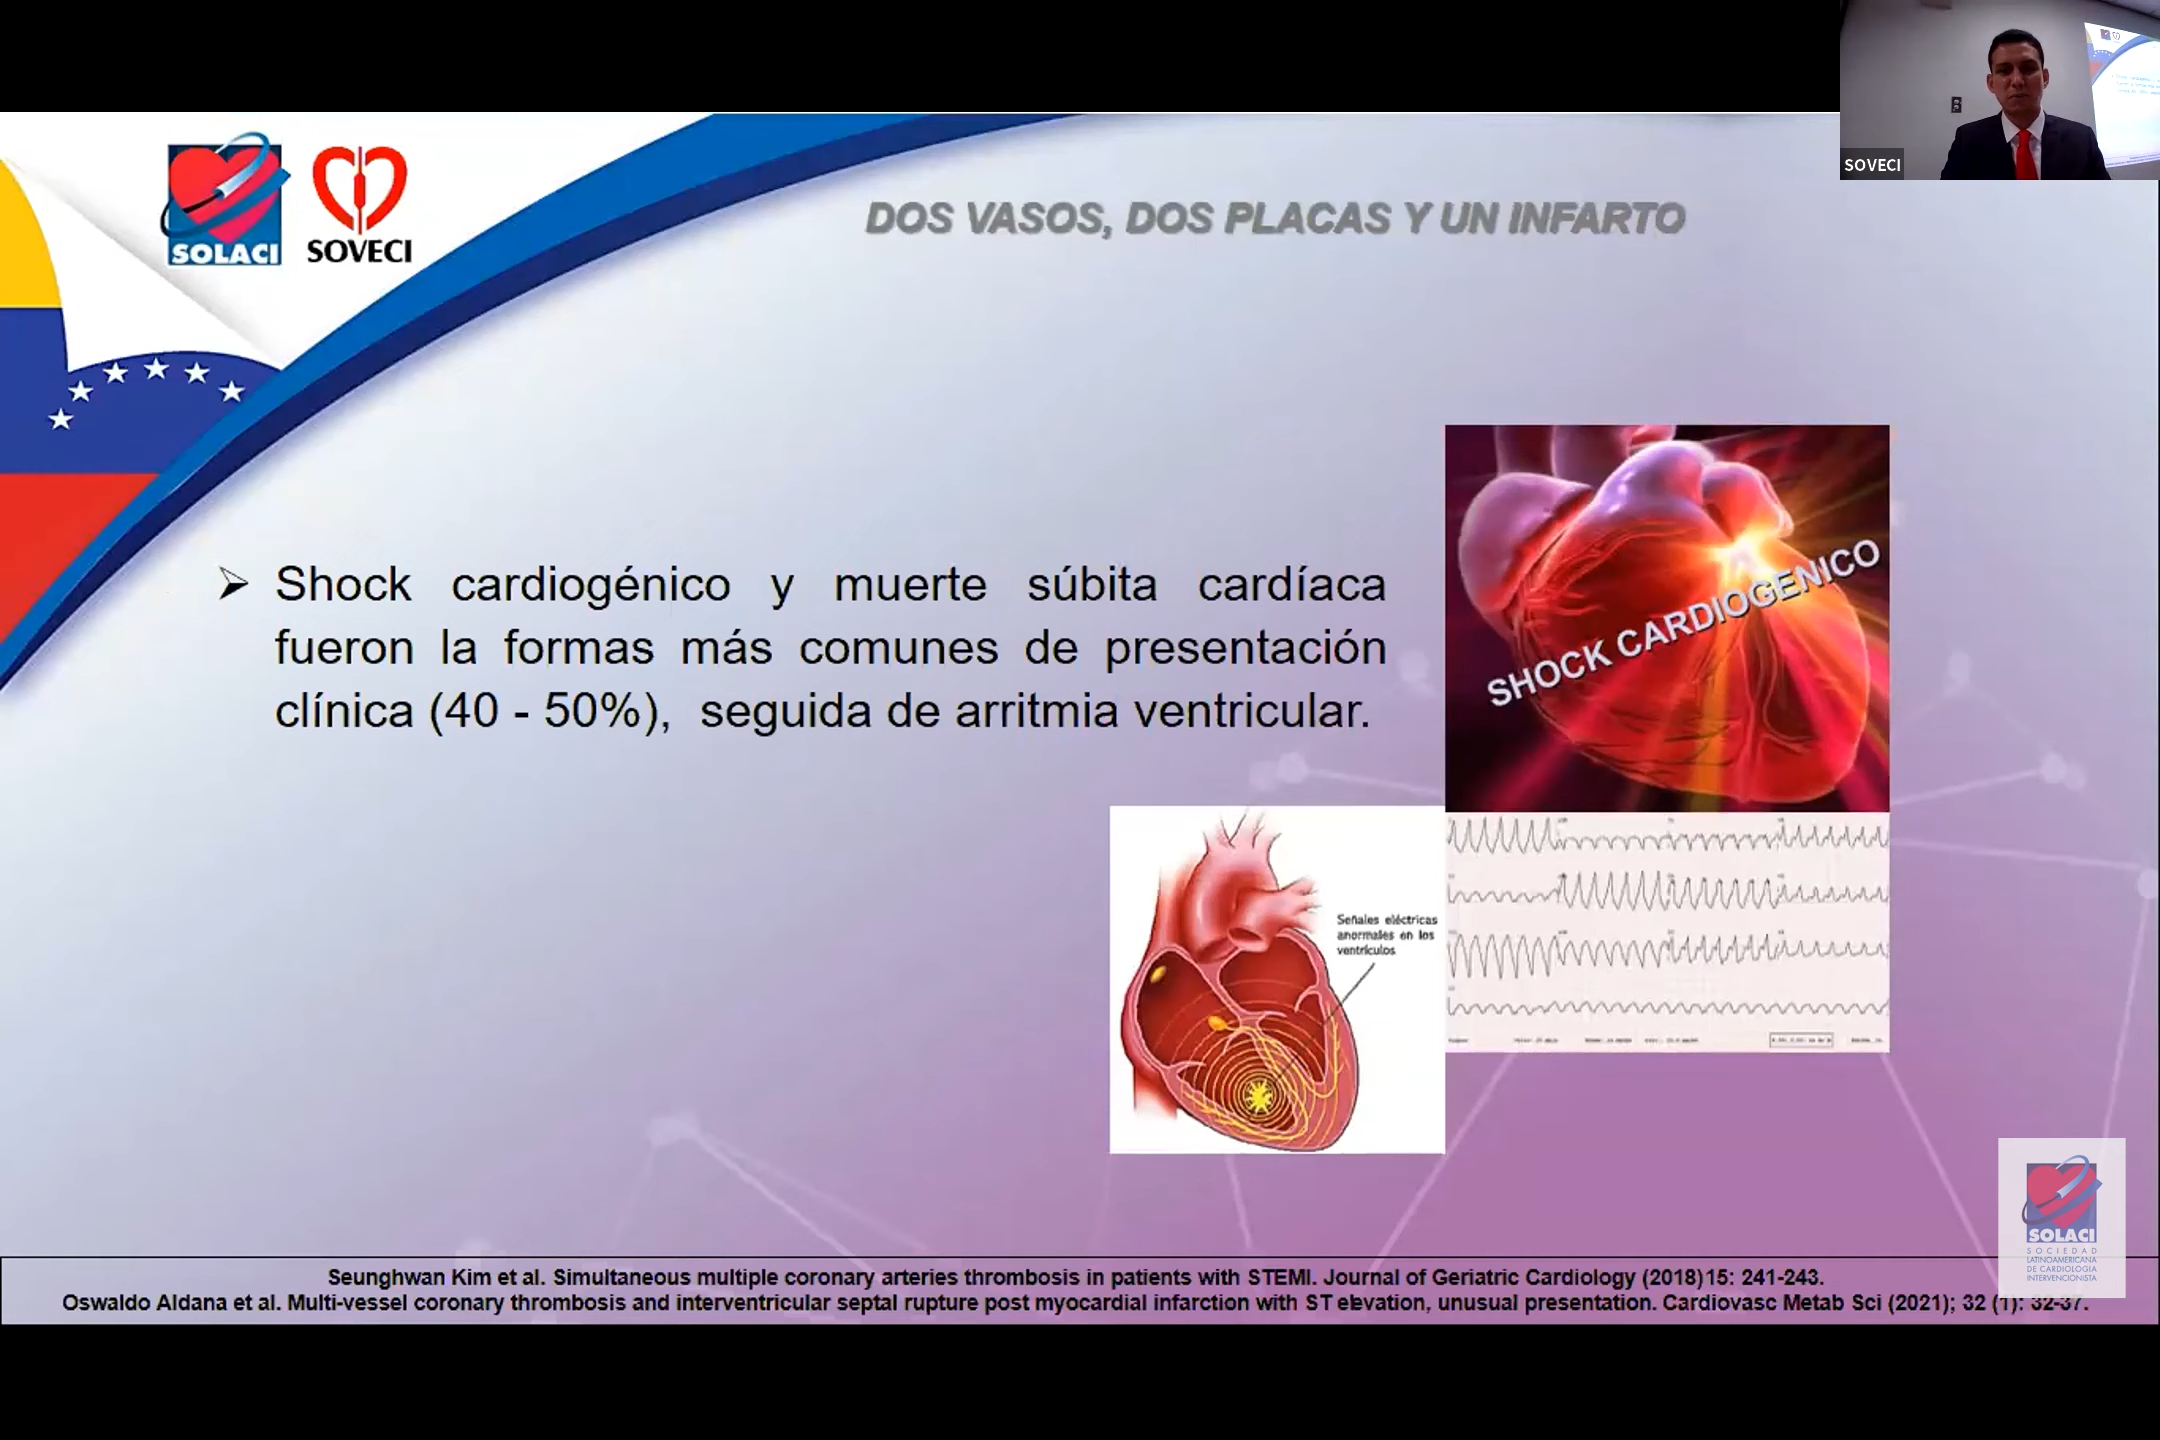 SOVECI
SOLACI
SOVECI
DOS VASOS, DOS PLACAS Y UN INFARTO
Shock cardiogénico y muerte súbita cardíaca
fueron la formas más comunes de presentación
clínica (40 - 50%), seguida de arritmia ventricular.
SHOCK CARDIOGENICO
Señales eléctricas
anormales en los
ventrículos
SOLACI
SOCIEDAD
LATINOAMERICANA
DE CARDIOLOGIA
INTERVENCIONISTA
Seunghwan Kim et al. Simultaneous multiple coronary arteries thrombosis in patients with STEMI. Journal of Geriatric Cardiology (2018)15: 241-243.
Oswaldo Aldana et al. Multi-vessel coronary thrombosis and interventricular septal rupture post myocardial infarction with ST elevation, unusual presentation. Cardiovasc Metab Sci (2021); 32 (1): 32-37.